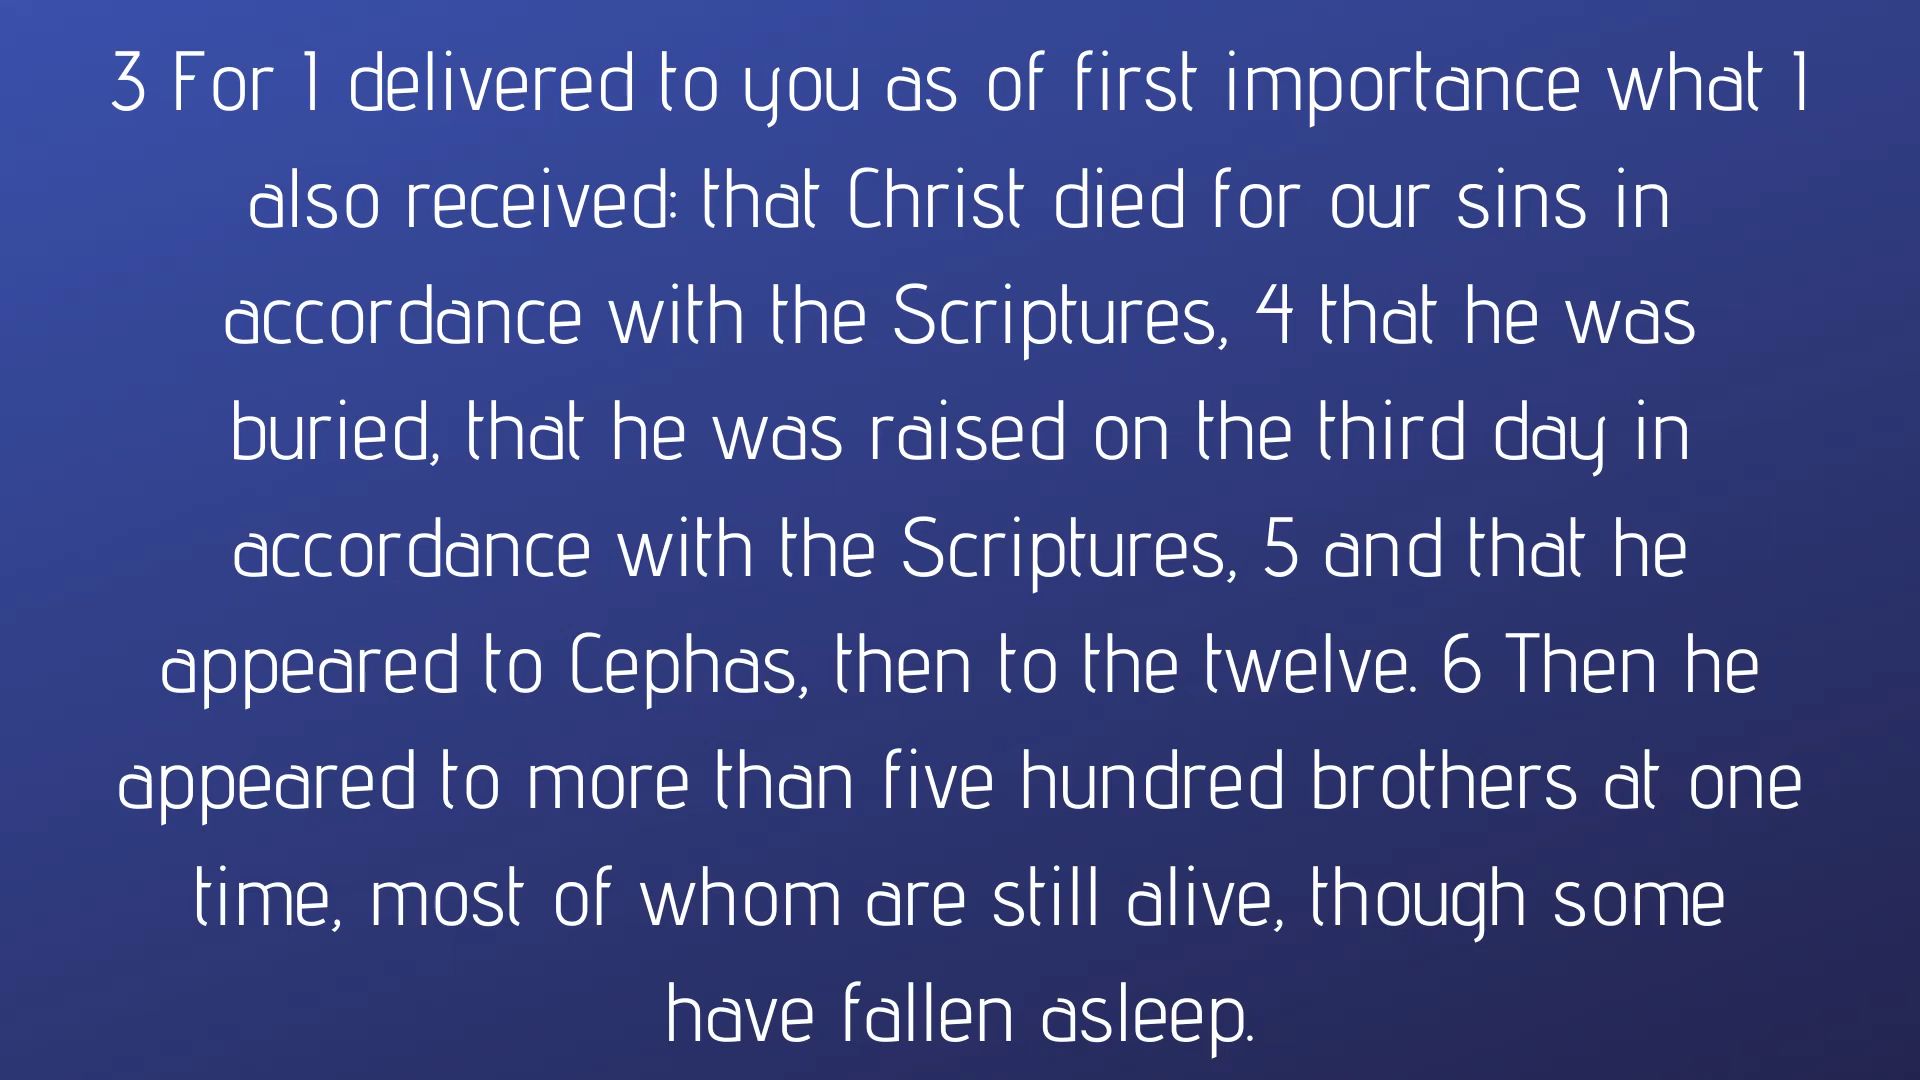 3 For I delivered to you as of first importance what I
also received: that Christ died for our sins in
accordance with the Scriptures, 4 that he was
buried, that he was raised on the third day in
accordance with the Scriptures, 5 and that he
appeared to Cephas, then to the twelve. 6 Then he
appeared to more than five hundred brothers at one
time, most of whom are still alive, though some
have fallen asleep.